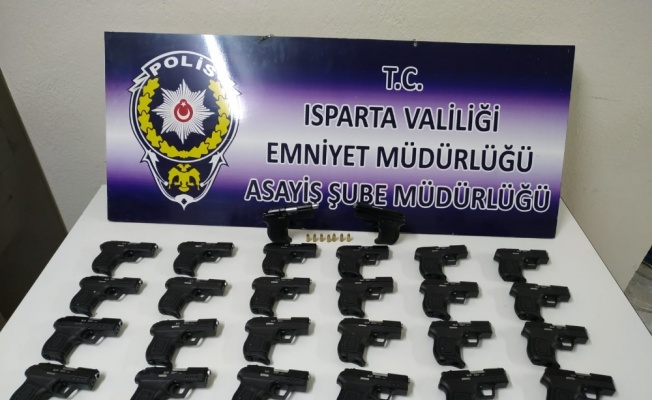 POLİS
T.C.
ISPARTA VALİLİĞİ
EMNİYET MÜDÜRLÜĞÜ
ASAYİŞ ŞUBE MÜDÜRLÜĞÜ